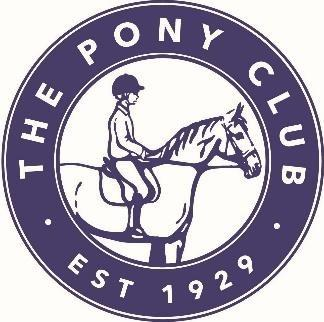 THE PONY CLUB
EST 1929